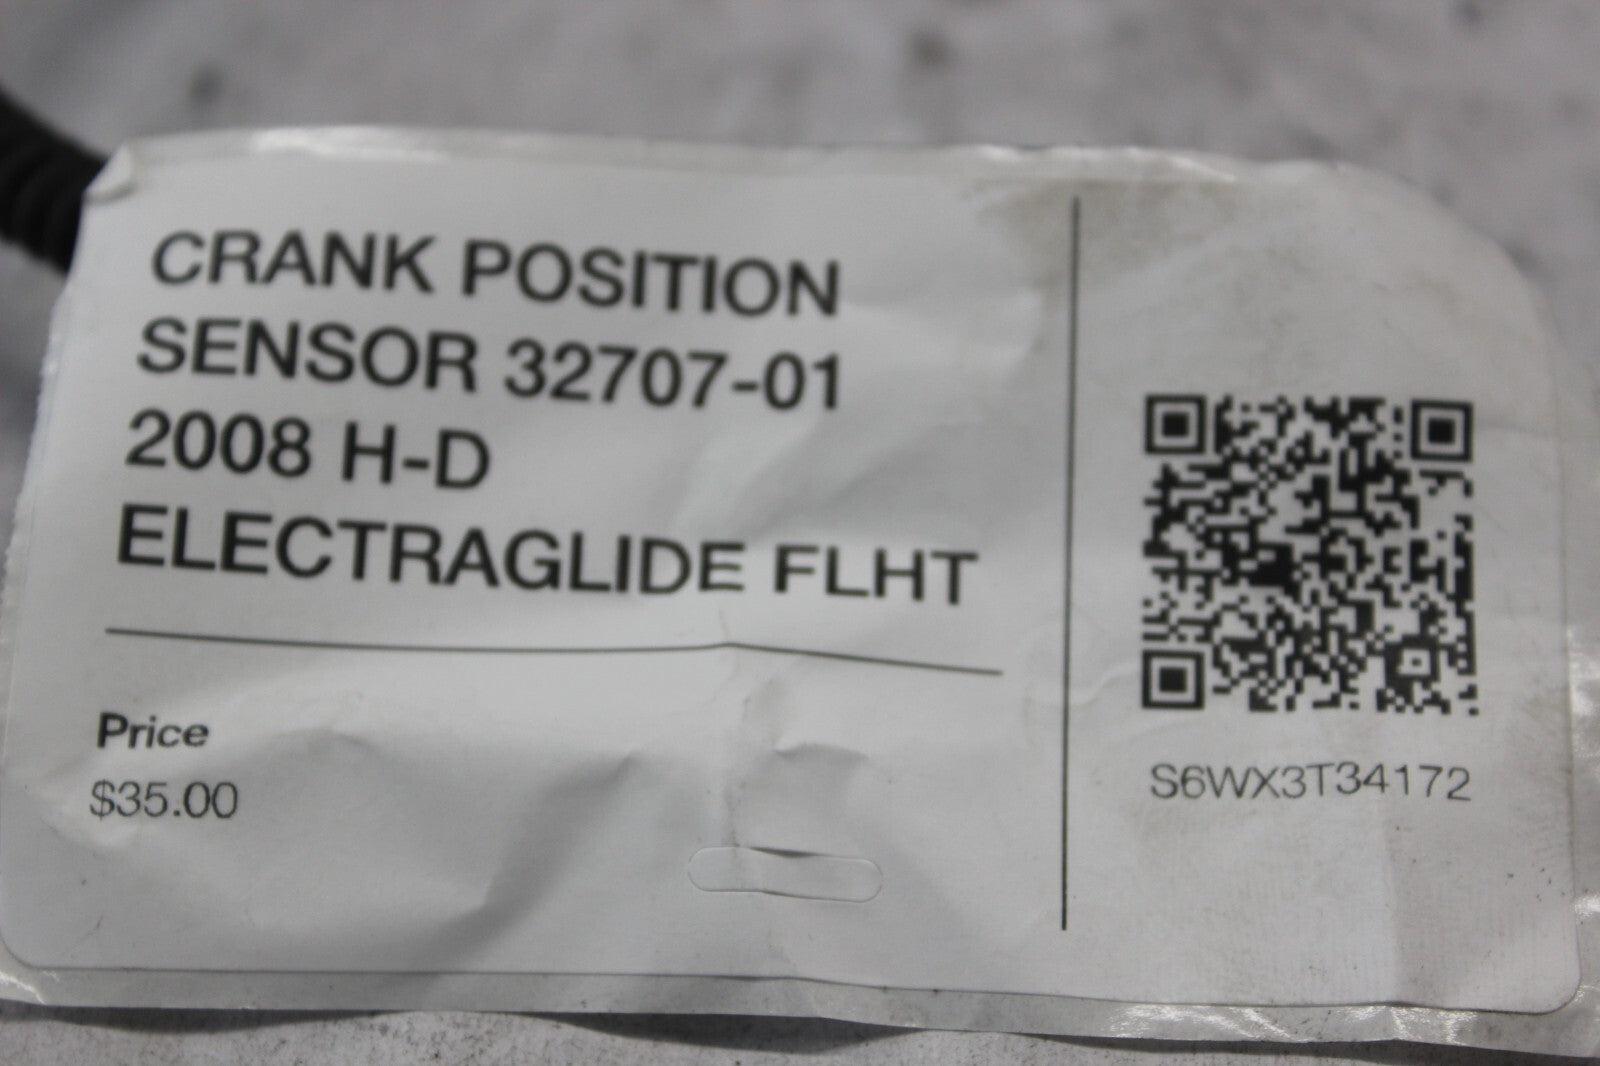 CRANK POSITION
SENSOR 32707-01
2008 H-D
ELECTRAGLIDE FLHT
Price
$35.00
S6WX3T34172